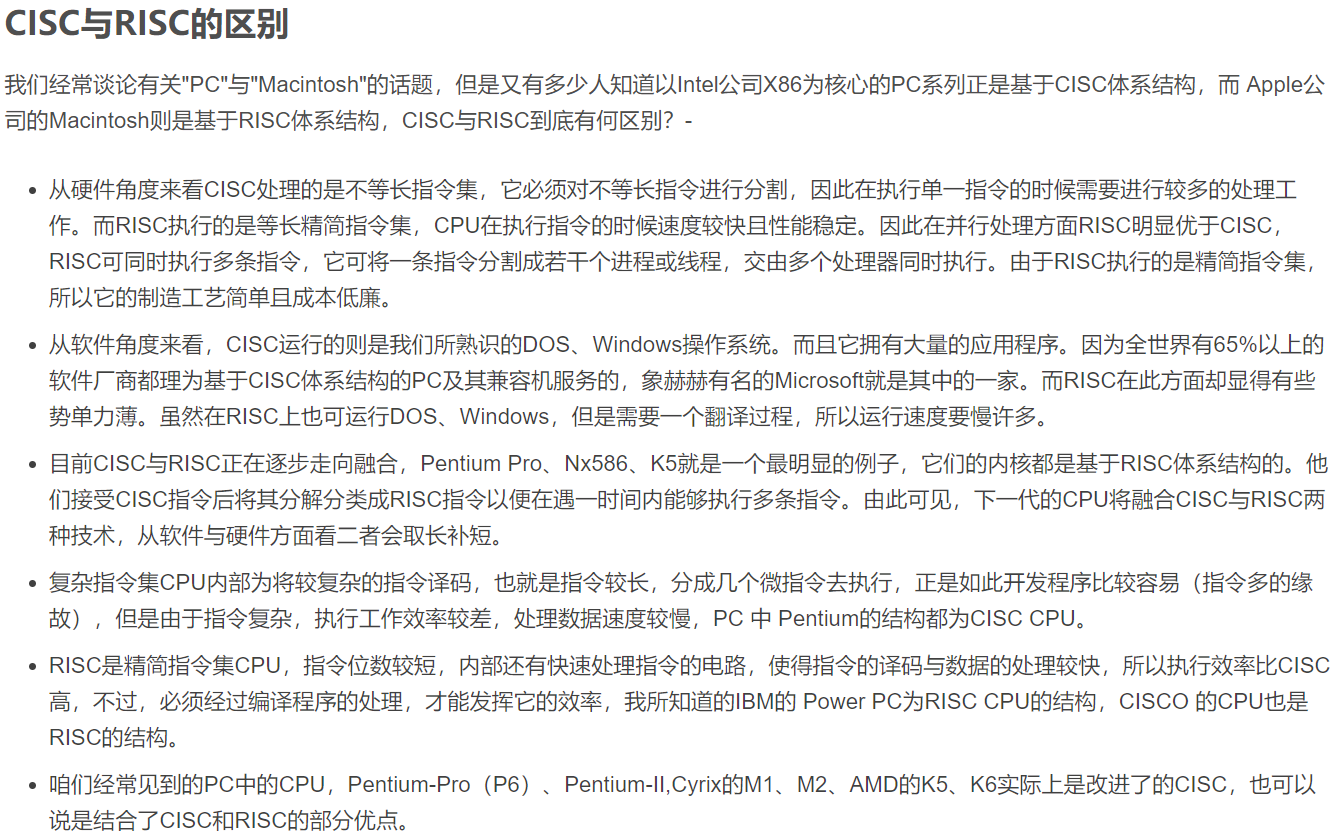 CISC与RISC的区别
我们经常谈论有关"PC"与"Macintosh"的话题，但是又有多少人知道以Intel公司X86为核心的PC系列正是基于CISC体系结构，而 Apple公
司的Macintosh则是基于RISC体系结构，CISC与RISC到底有何区别？-
• 从硬件角度来看CISC处理的是不等长指令集，它必须对不等长指令进行分割，因此在执行单一指令的时候需要进行较多的处理工
作。而RISC执行的是等长精简指令集，CPU在执行指令的时候速度较快且性能稳定。因此在并行处理方面RISC明显优于CISC，
RISC可同时执行多条指令，它可将一条指令分割成若干个进程或线程，交由多个处理器同时执行。由于RISC执行的是精简指令集，
所以它的制造工艺简单且成本低廉。
• 从软件角度来看，CISC运行的则是我们所熟识的DOS、Windows操作系统。而且它拥有大量的应用程序。因为全世界有65%以上的
软件厂商都理为基于CISC体系结构的PC及其兼容机服务的，象赫赫有名的Microsoft就是其中的一家。而RISC在此方面却显得有些
势单力薄。虽然在RISC上也可运行DOS、Windows，但是需要一个翻译过程，所以运行速度要慢许多。
• 目前CISC与RISC正在逐步走向融合，Pentium Pro、Nx586、K5就是一个最明显的例子，它们的内核都是基于RISC体系结构的。他
们接受CISC指令后将其分解分类成RISC指令以便在遇一时间内能够执行多条指令。由此可见，下一代的CPU将融合CISC与RISC两
种技术，从软件与硬件方面看二者会取长补短。
• 复杂指令集CPU内部为将较复杂的指令译码，也就是指令较长，分成几个微指令去执行，正是如此开发程序比较容易（指令多的缘
故），但是由于指令复杂，执行工作效率较差，处理数据速度较慢，PC 中 Pentium的结构都为CISC CPU。
• RISC是精简指令集CPU，指令位数较短，内部还有快速处理指令的电路，使得指令的译码与数据的处理较快，所以执行效率比CISC
高，不过，必须经过编译程序的处理，才能发挥它的效率，我所知道的IBM的 Power PC为RISC CPU的结构，CISCO 的CPU也是
RISC的结构。
• 咱们经常见到的PC中的CPU，Pentium-Pro（P6）、Pentium-II,Cyrix的M1、M2、AMD的K5、K6实际上是改进了的CISC，也可以
说是结合了CISC和RISC的部分优点。